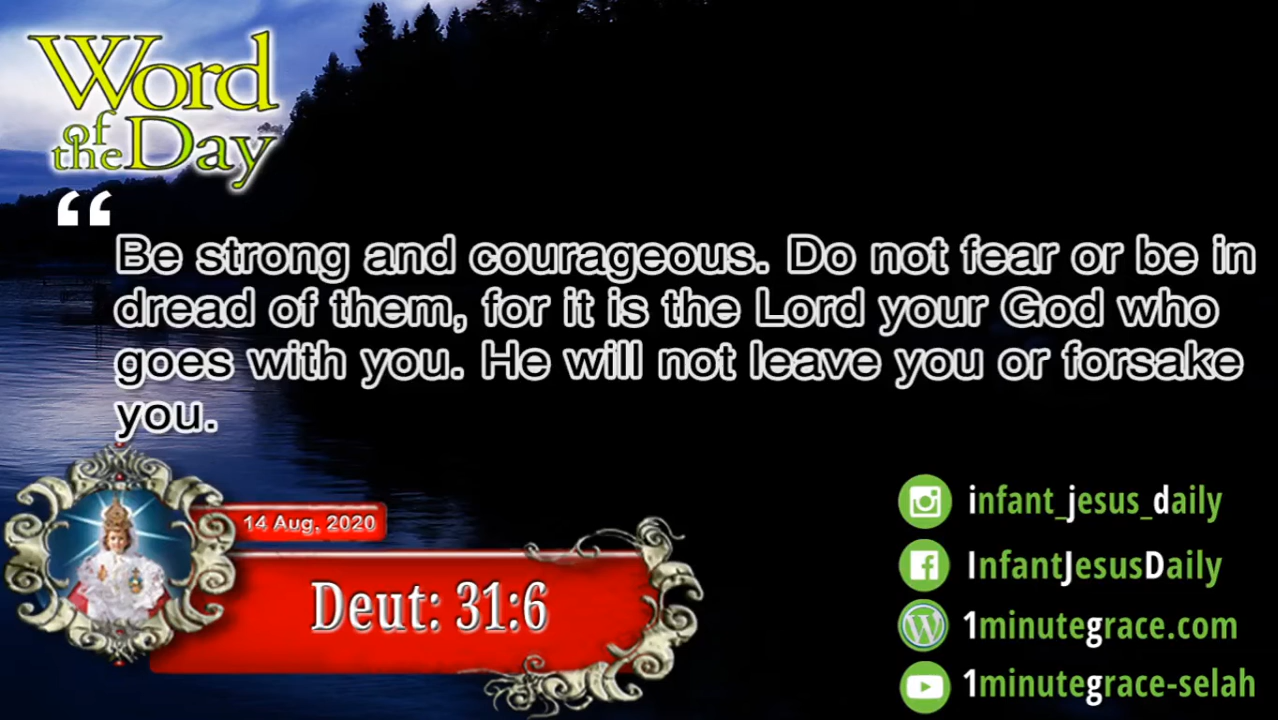 Word
of
the Day
“
Be strong and courageous. Do not fear or be in
dread of them, for it is the Lord your God who
goes with you. He will not leave you or forsake
you.
14 Aug, 2020
Deut: 31:6
infant_jesus_daily
InfantJesusDaily
1minutegrace.com
1minutegrace-selah